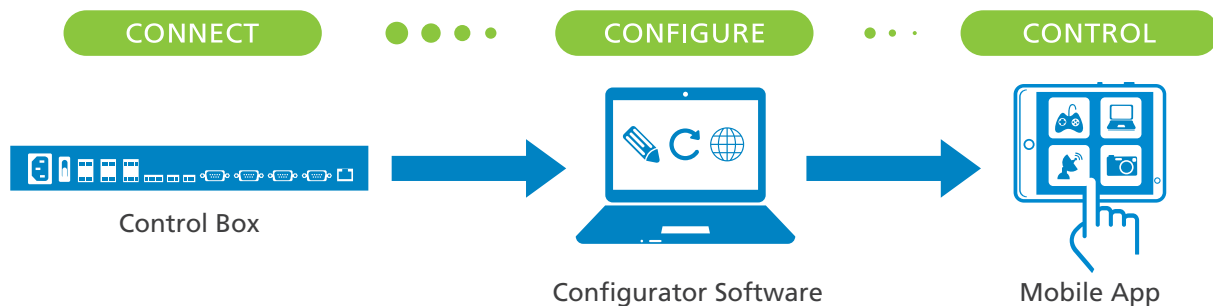 CONNECT
CONFIGURE
CONTROL
Control Box
Configurator Software
Mobile App